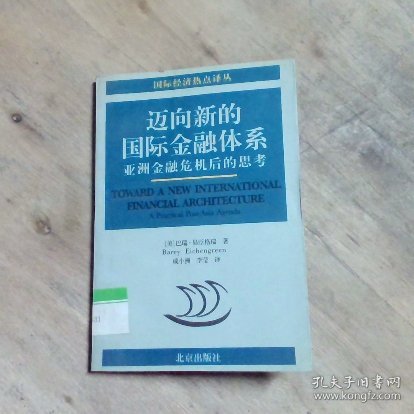 国际经济热点译丛
迈向新的
国际金融体系
亚洲金融危机后的思考
TOWARD A NEW INTERNATIONAL
FINANCIAL ARCHITECTURE
A Practical Post-Asia Agenda
Barry Eichengreen
北京出版社
孔夫子旧书网
www.kongfz.com